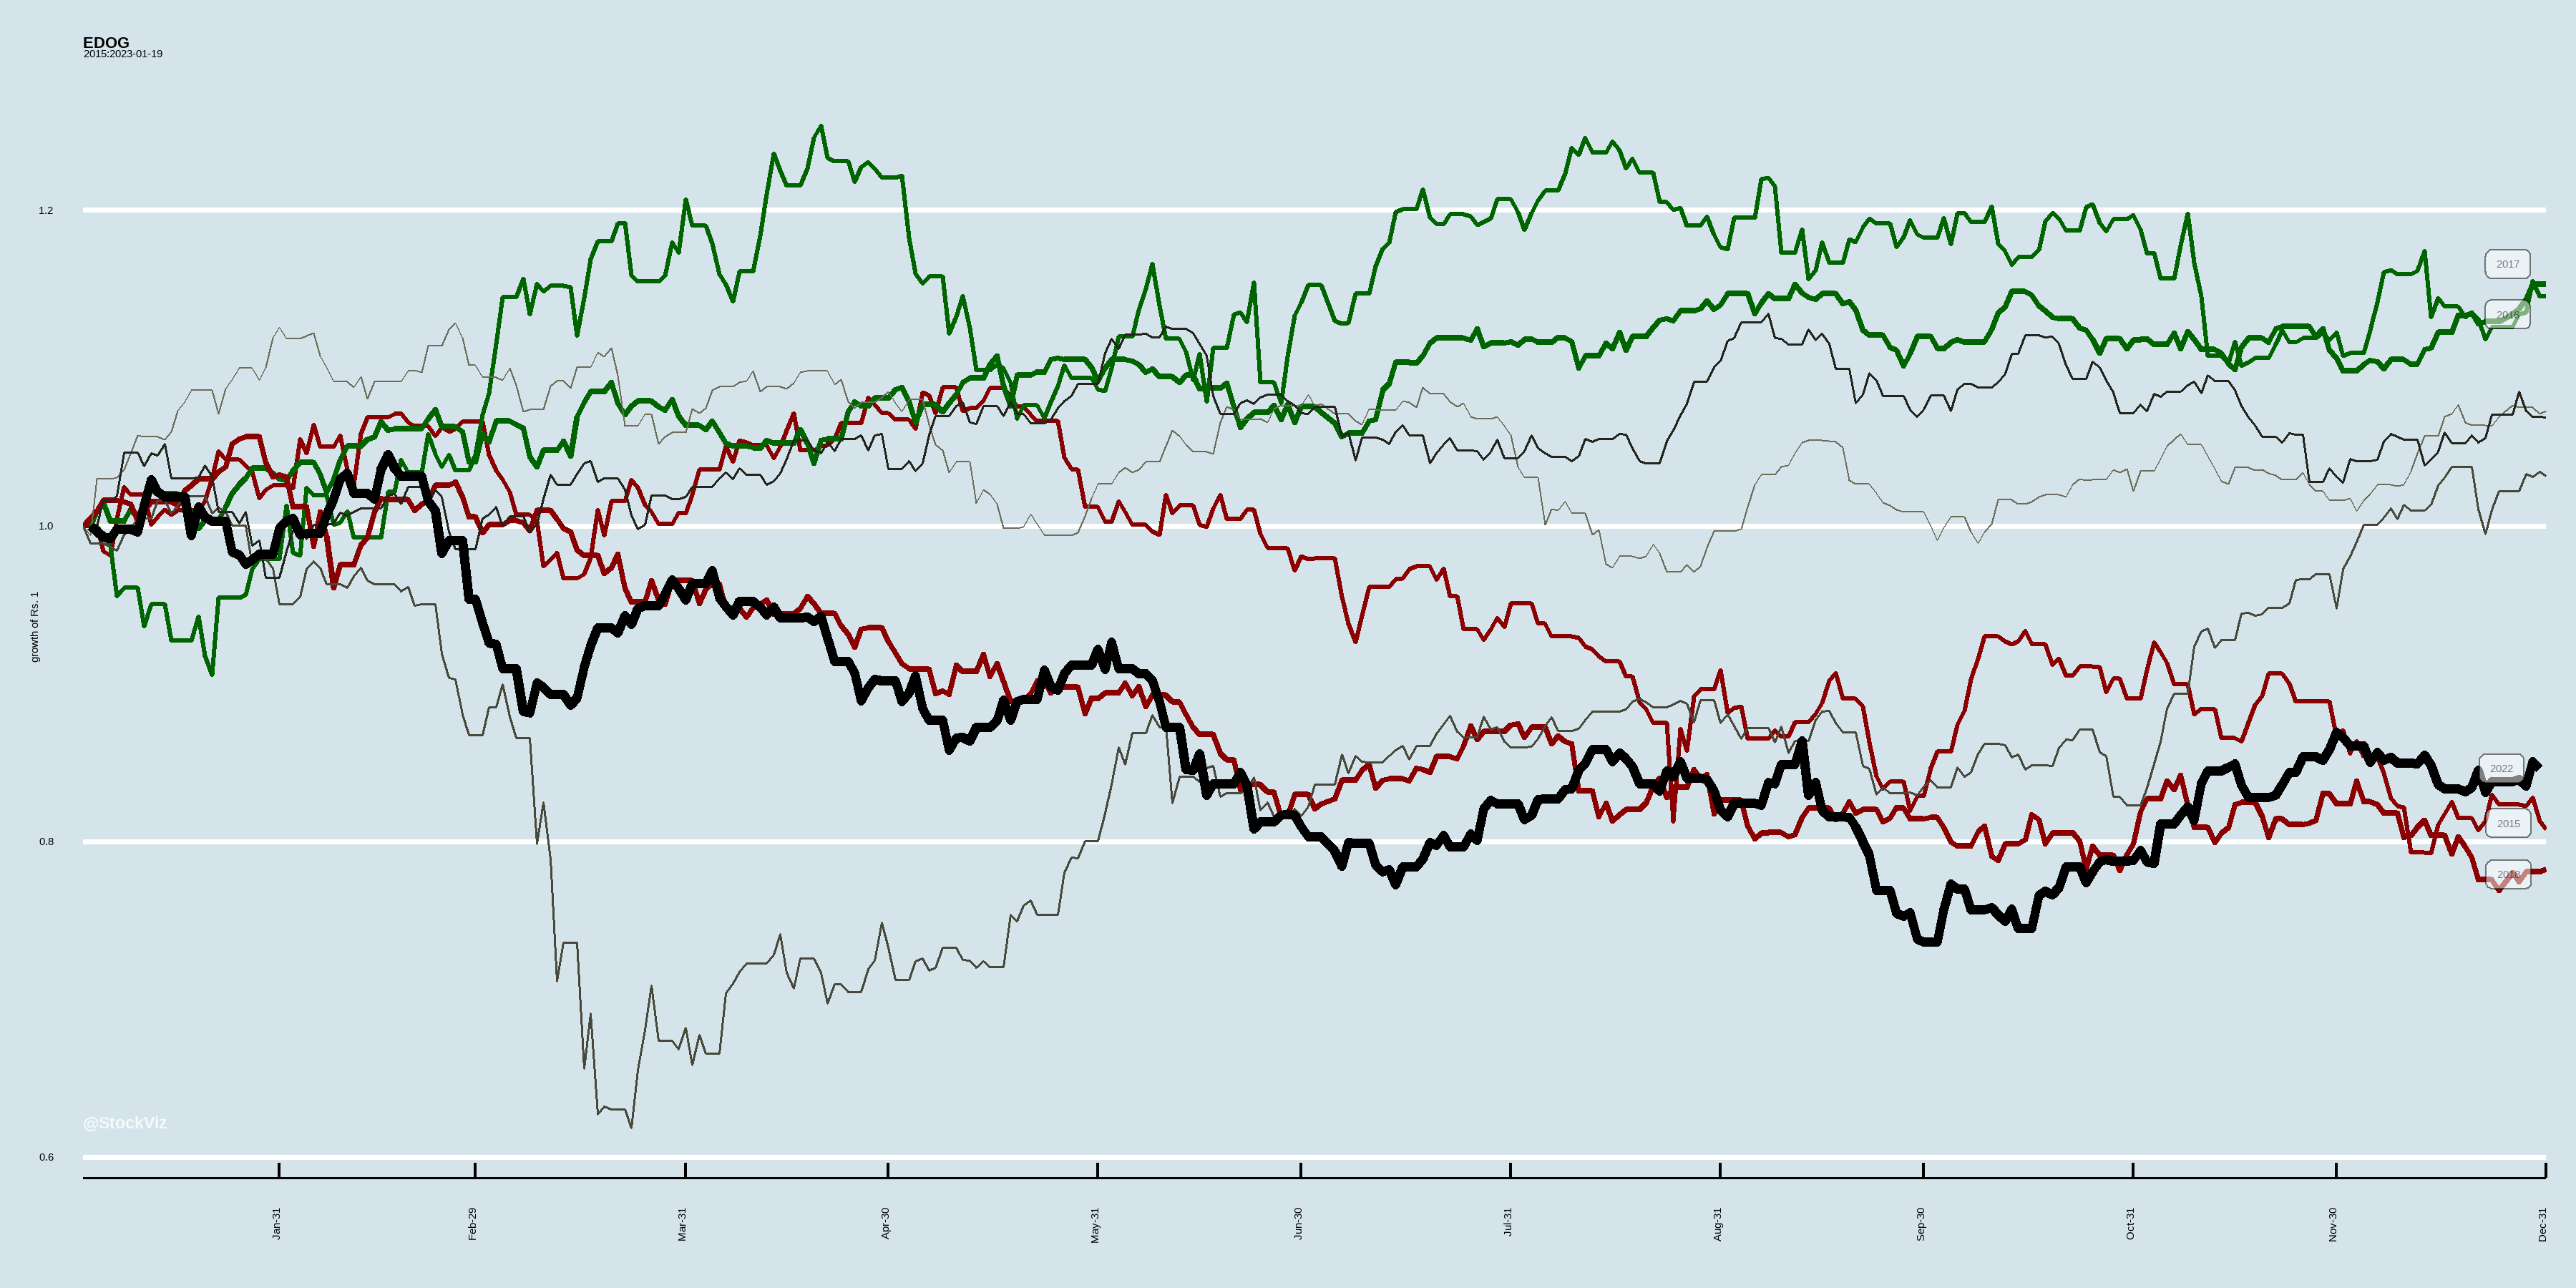 EDOG
2015:2023-01-19
1.2
1.0
0.8
0.6
growth of Rs. 1
2017
2016
2022
2015
2018
@StockViz
Jan-31
Feb-29
Mar-31
Apr-30
May-31
Jun-30
Jul-31
Aug-31
Sep-30
Oct-31
Nov-30
Dec-31